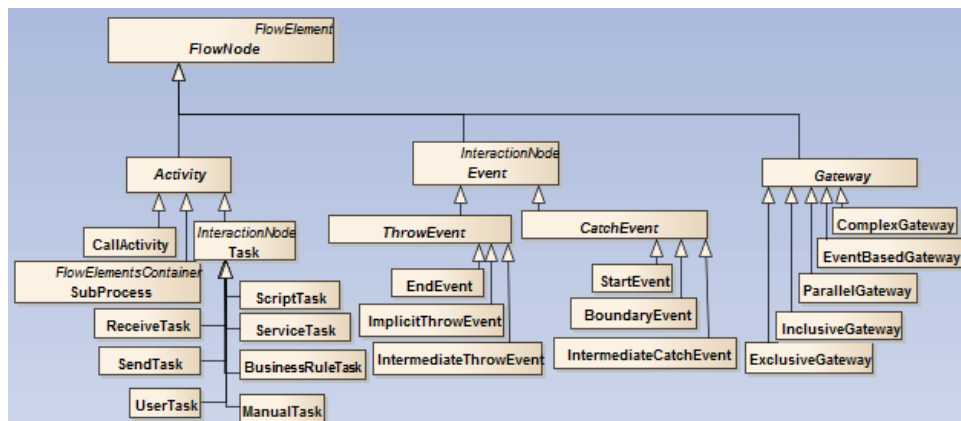 FlowElement
FlowNode
Activity
InteractionNode
Event
Gateway
CallActivity
InteractionNode
Task
FlowElementsContainer
SubProcess
ReceiveTask
SendTask
UserTask
ScriptTask
ServiceTask
BusinessRuleTask
ManualTask
ThrowEvent
EndEvent
ImplicitThrowEvent
IntermediateThrowEvent
CatchEvent
StartEvent
BoundaryEvent
IntermediateCatchEvent
ComplexGateway
EventBasedGateway
ParallelGateway
InclusiveGateway
ExclusiveGateway